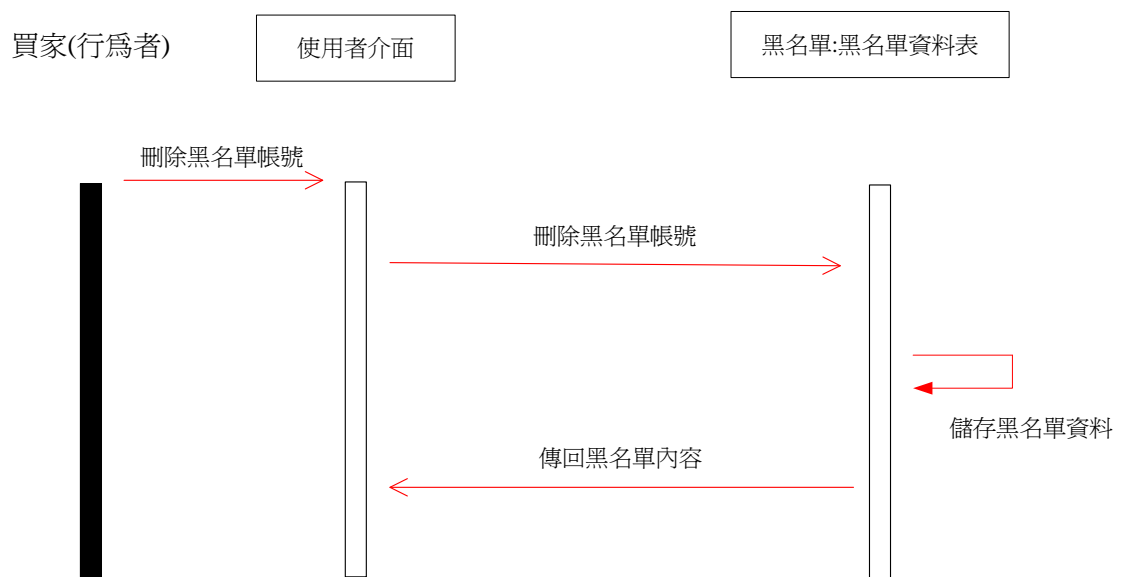 買家(行爲者)
使用者介面
黑名單:黑名單資料表
刪除黑名單帳號
刪除黑名單帳號
儲存黑名單資料
傳回黑名單內容